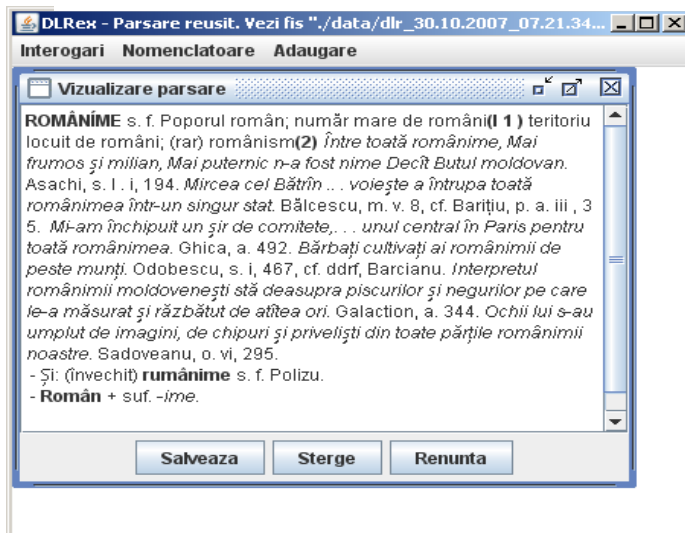 DLRex - Parsare reusit. Vezi fis "./data/dlr_30.10.2007_07.21.34...
Interogari Nomenclatoare Adaugare
Vizualizare parsare
ROMÂNÍME s. f. Poporul român; număr mare de români(I 1 ) teritoriu
locuit de români; (rar) românism(2) Între toată românime, Mai
frumos şi milian, Mai puternic n-a fost nime Decît Butul moldovan.
Asachi, s. l . i, 194. Mircea cel Bătrîn .. . voieşte a întrupa toată
românimea într-un singur stat. Bălcescu, m. v. 8, cf. Bariţiu, p. a. iii , 3
5. Mi-am închipuit un şir de comitete,. . . unul central în Paris pentru
toată românimea. Ghica, a. 492. Bărbaţi cultivaţi ai românimii de
peste munţi. Odobescu, s. i, 467, cf. ddrf, Barcianu. Interpretul
românimii moldoveneşti stă deasupra piscurilor şi negurilor pe care
le-a măsurat şi răzbătut de atîtea ori. Galaction, a. 344. Ochii lui s-au
umplut de imagini, de chipuri şi privelişti din toate părţile românimii
noastre. Sadoveanu, o. vi, 295.
- Şi: (învechit) rumânime s. f. Polizu.
- Român + suf. -ime.
Salveaza Sterge Renunta